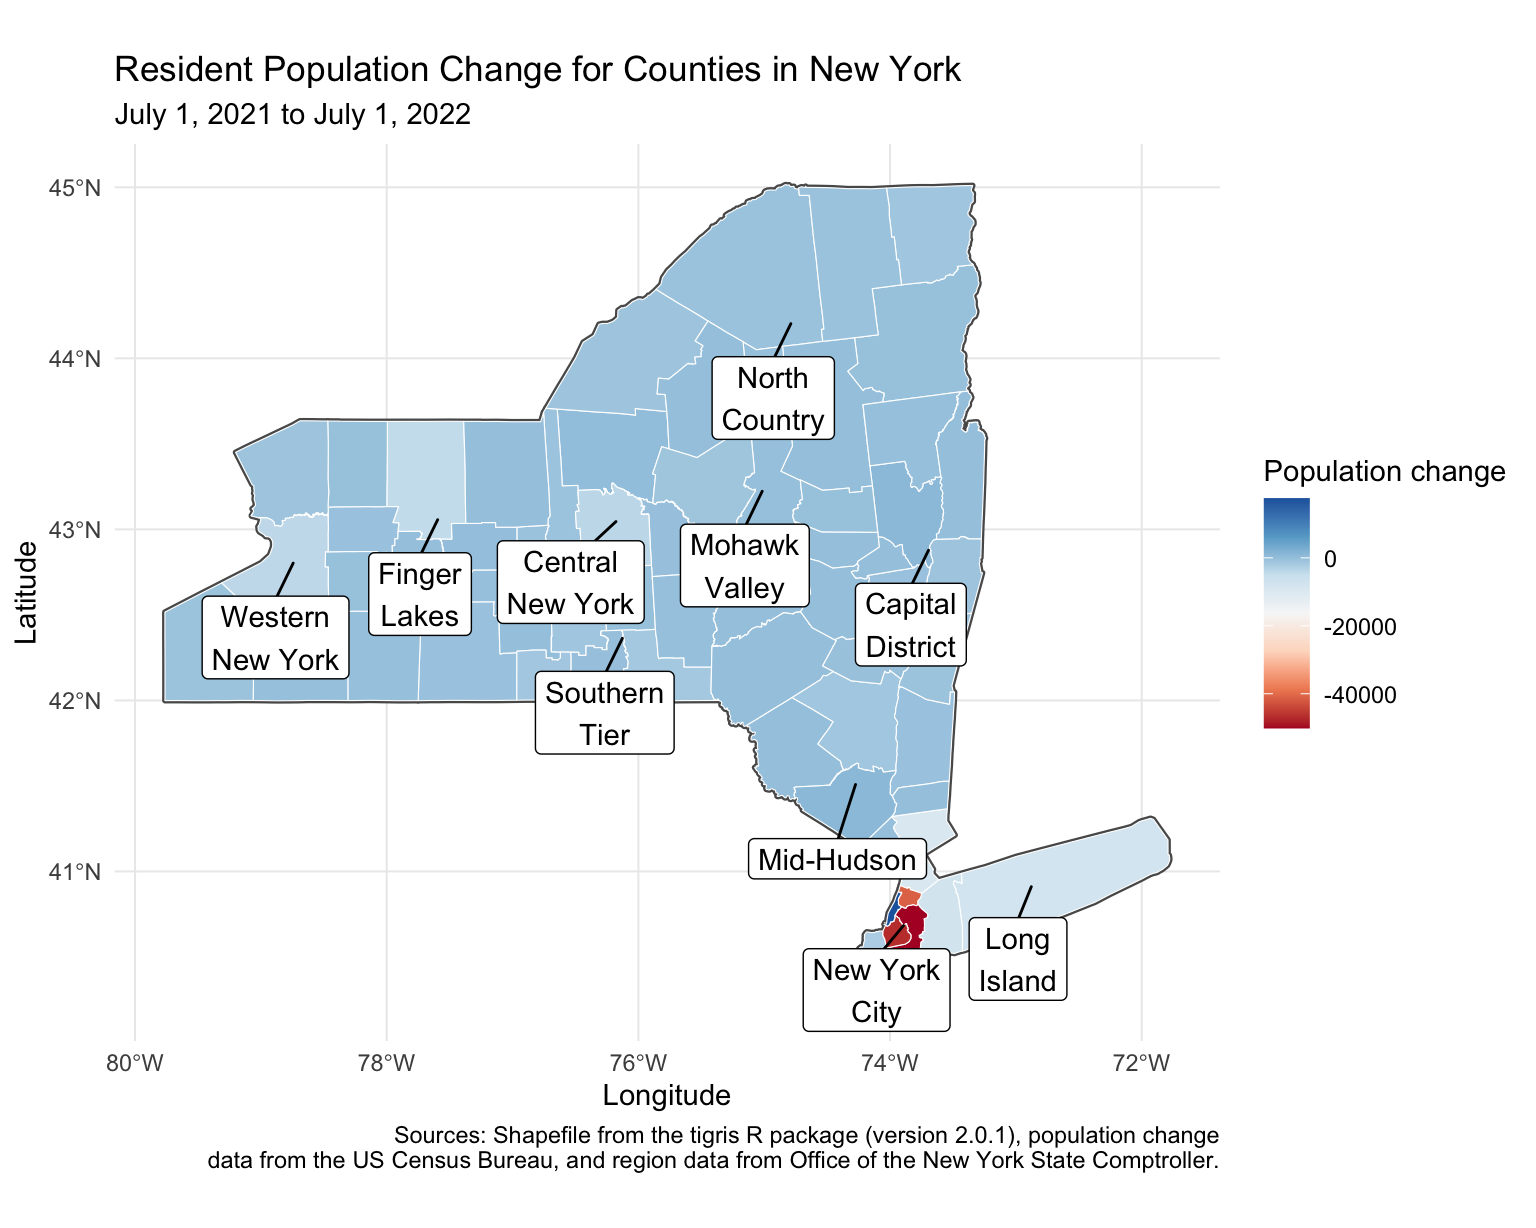 Resident Population Change for Counties in New York
July 1, 2021 to July 1, 2022
45°N
44°N
43°N
42°N
41°N
Latitude
North
Country
Mohawk
Valley
Central
New York
Finger
Lakes
Western
New York
Capital
District
Southern
Tier
Mid-Hudson
Long
Island
New York
City
80°W
78°W
76°W
74°W
72°W
Longitude
Population change
0
-20000
-40000
Sources: Shapefile from the tigris R package (version 2.0.1), population change
data from the US Census Bureau, and region data from Office of the New York State Comptroller.